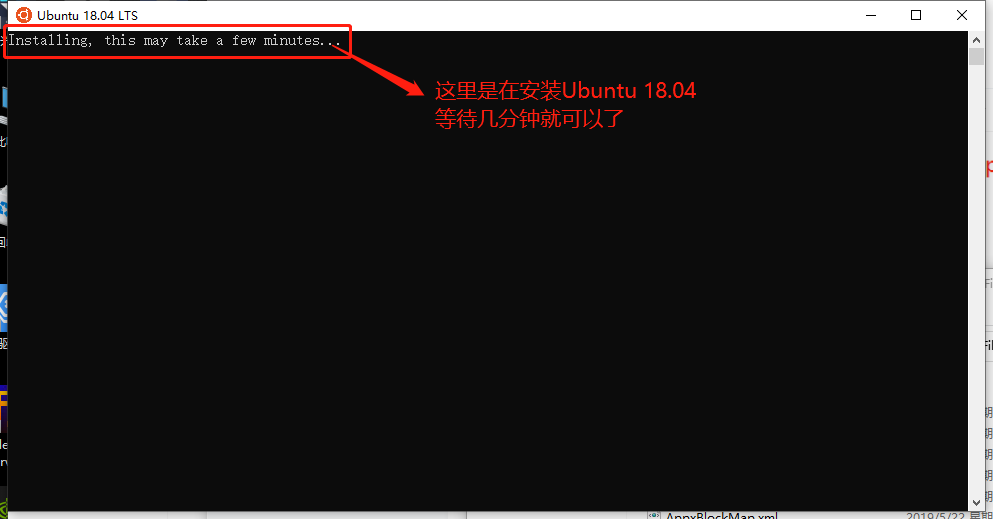 Ubuntu 18.04 LTS
Installing, this may take a few minutes...
这里是在安装Ubuntu 18.04
等待几分钟就可以了
AppxBlockMap.xml
2019/5/22 星期